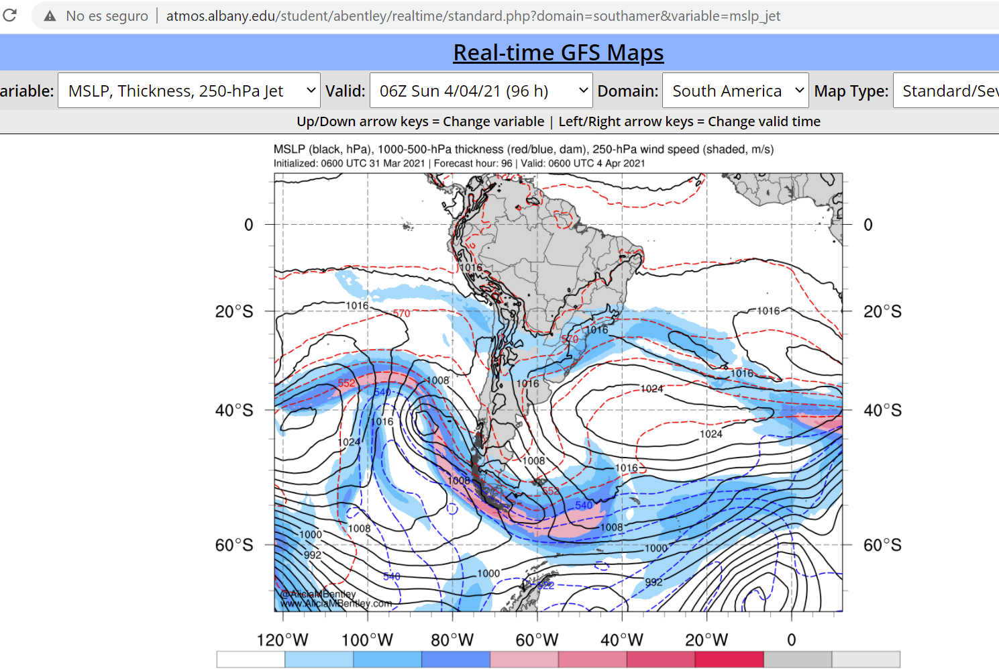 No es seguro | atmos.albany.edu/student/abentley/realtime/standard.php?domain=southamer&variable=mslp_jet
Real-time GFS Maps
ariable: MSLP, Thickness, 250-hPa Jet Valid: 06Z Sun 4/04/21 (96 h) Domain: South America Map Type: Standard/Sev
Up/Down arrow keys = Change variable | Left/Right arrow keys = Change valid time
MSLP (black, hPa), 1000-500-hPa thickness (red/blue, dam), 250-hPa wind speed (shaded, m/s)
Initialized: 0600 UTC 31 Mar 2021 | Forecast hour: 96 | Valid: 0600 UTC 4 Apr 2021
0 0
1016
1016 1016
20°S 570 20°S
1016
570
1016
1008 1016
552 1024
540
40°S 40°S
1016
1024 1024
1008 1016
1008
552
540
1008 1008
1000
60°S 1000 60°S
992
1000
540 992
522
@AliciaMBentley
www.AliciaMBentley.com
120°W 100°W 80°W 60°W 40°W 20°W 0